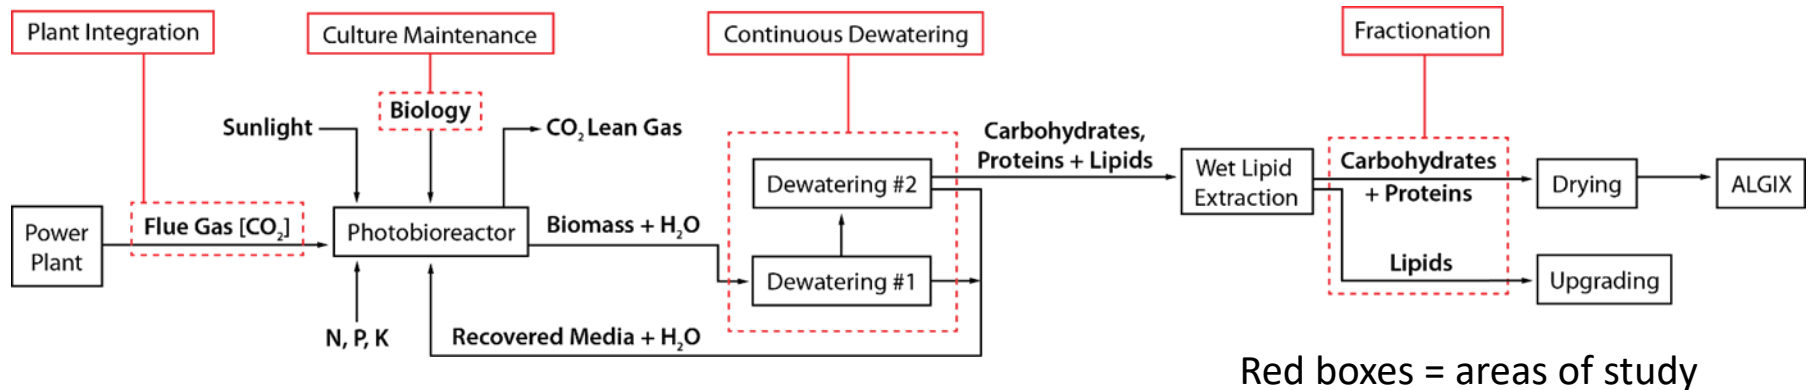 Plant Integration
Culture Maintenance
Continuous Dewatering
Fractionation
Biology
Sunlight
CO₂ Lean Gas
Carbohydrates,
Proteins + Lipids
Dewatering #2
Wet Lipid
Extraction
Carbohydrates
+ Proteins
Drying
ALGIX
Power
Plant
Flue Gas [CO₂]
Photobioreactor
Biomass + H₂O
Dewatering #1
Lipids
Upgrading
N, P, K
Recovered Media + H₂O
Red boxes = areas of study